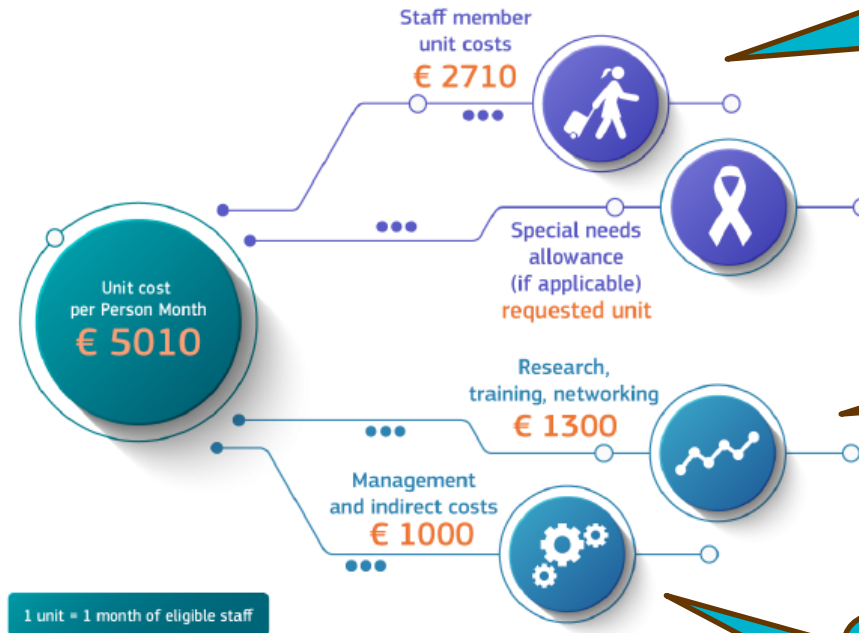 Staff member
unit costs
€ 2710
Special needs
allowance
(if applicable)
requested unit
Unit cost
per Person Month
€ 5010
Research,
training, networking
€ 1300
Management
and indirect costs
€ 1000
1 unit = 1 month of eligible staff